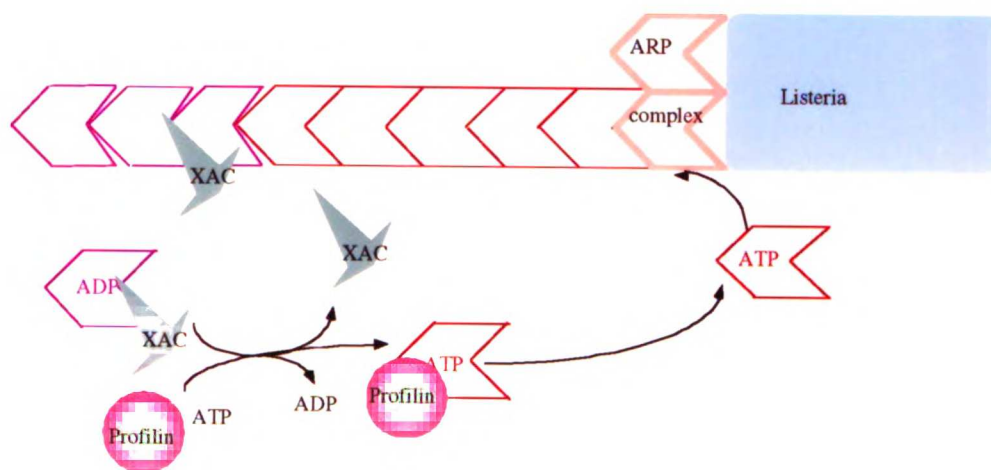 ARP
complex
Listeria
XAC
XAC
ADP
XAC
ATP
ATP
Profilin
ATP
ADP
Profilin